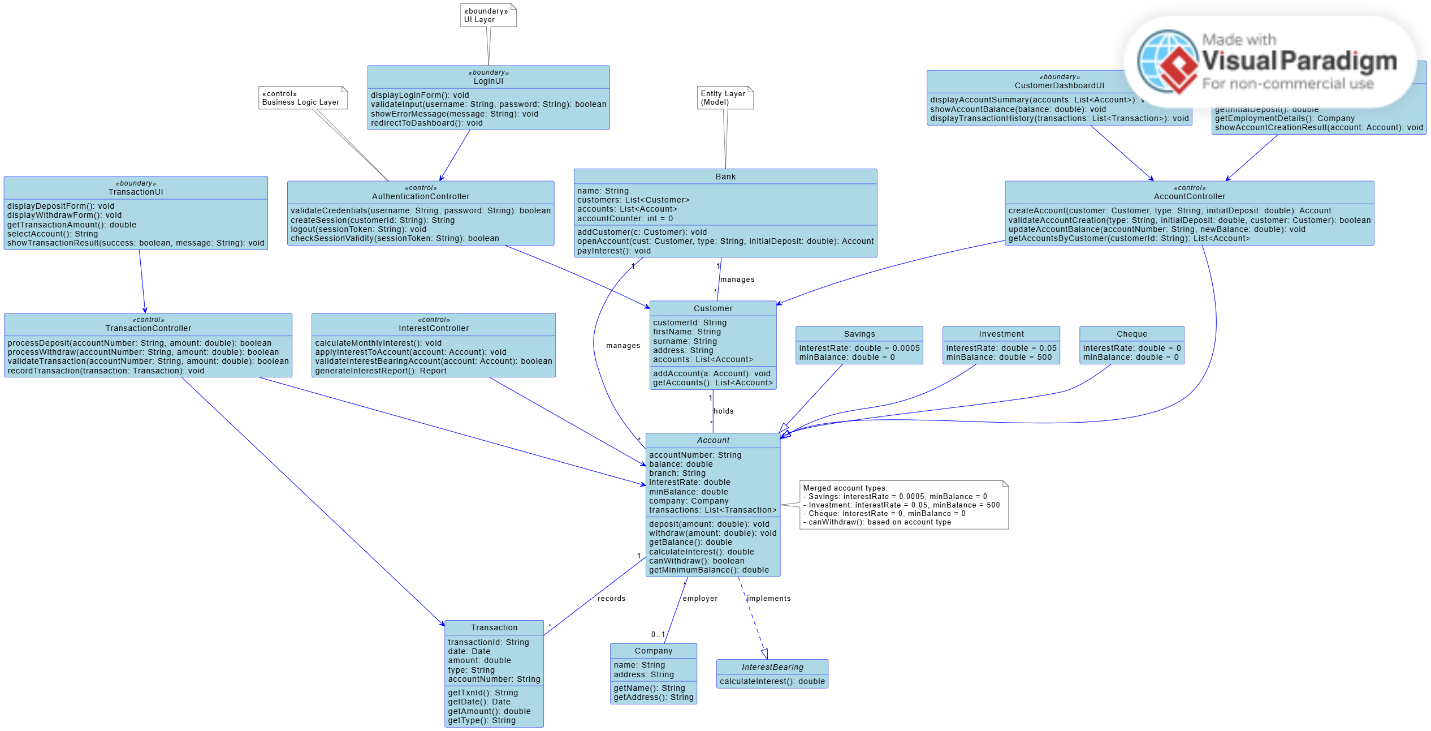 «boundary»
UI Layer
Made with
Visual Paradigm
For non-commercial use
«boundary»
LoginUI
displayLoginForm(): void
validateInput(username: String, password: String): boolean
showErrorMessage(message: String): void
redirectToDashboard(): void
«control»
Business Logic Layer
Entity Layer
(Model)
«boundary»
CustomerDashboardUI
displayAccountSummary(accounts: List<Account>):
showAccountBalance(balance: double): void
displayTransactionHistory(transactions: List<Transaction>): void
getInitialDeposit(): double
getEmploymentDetails(): Company
showAccountCreationResult(account: Account): void
«boundary»
TransactionUI
displayDepositForm(): void
displayWithdrawForm(): void
getTransactionAmount(): double
selectAccount(): String
showTransactionResult(success: boolean, message: String): void
«control»
AuthenticationController
validateCredentials(username: String, password: String): boolean
createSession(customerId: String): String
logout(sessionToken: String): void
checkSessionValidity(sessionToken: String): boolean
Bank
name: String
customers: List<Customer>
accounts: List<Account>
accountCounter: int = 0
addCustomer(c: Customer): void
openAccount(cust: Customer, type: String, initialDeposit: double): Account
payInterest(): void
«control»
AccountController
createAccount(customer: Customer, type: String, initialDeposit: double): Account
validateAccountCreation(type: String, initialDeposit: double, customer: Customer): boolean
updateAccountBalance(accountNumber: String, newBalance: double): void
getAccountsByCustomer(customerId: String): List<Account>
1
1
manages
*
«control»
TransactionController
processDeposit(accountNumber: String, amount: double): boolean
processWithdraw(accountNumber: String, amount: double): boolean
validateTransaction(accountNumber: String, amount: double): boolean
recordTransaction(transaction: Transaction): void
«control»
InterestController
calculateMonthlyInterest(): void
applyInterestToAccount(account: Account): void
validateInterestBearingAccount(account: Account): boolean
generateInterestReport(): Report
manages
Customer
customerId: String
firstName: String
surname: String
address: String
accounts: List<Account>
addAccount(a: Account): void
getAccounts(): List<Account>
Savings
interestRate: double = 0.0005
minBalance: double = 0
Investment
interestRate: double = 0.05
minBalance: double = 500
Cheque
interestRate: double = 0
minBalance: double = 0
1
holds
*
*
Account
accountNumber: String
balance: double
branch: String
interestRate: double
minBalance: double
company: Company
transactions: List<Transaction>
deposit(amount: double): void
withdraw(amount: double): void
getBalance(): double
calculateInterest(): double
canWithdraw(): boolean
getMinimumBalance(): double
Merged account types:
- Savings: interestRate = 0.0005, minBalance = 0
- Investment: interestRate = 0.05, minBalance = 500
- Cheque: interestRate = 0, minBalance = 0
- canWithdraw(): based on account type
1
records
*
*
employer
0..1
implements
Transaction
transactionId: String
date: Date
amount: double
type: String
accountNumber: String
getTxnId(): String
getDate(): Date
getAmount(): double
getType(): String
Company
name: String
address: String
getName(): String
getAddress(): String
InterestBearing
calculateInterest(): double